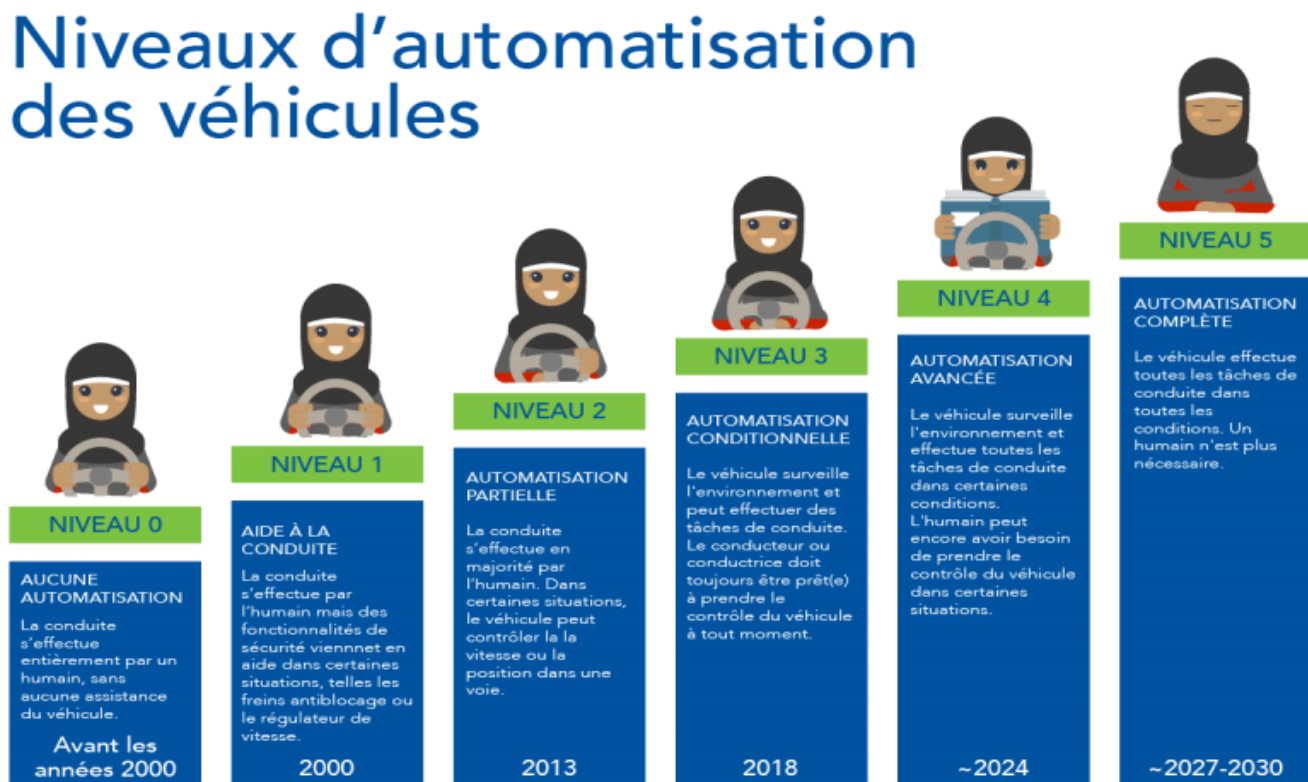 Niveaux d'automatisation
des véhicules
NIVEAU 0
AUCUNE
AUTOMATISATION
La conduite
s'effectue
entièrement par un
humain, sans
aucune assistance
du véhicule.
Avant les
années 2000
NIVEAU 1
AIDE À LA
CONDUITE
La conduite
s'effectue par
l'humain mais des
fonctionnalités de
sécurité viennnet en
aide dans certaines
situations, telles les
freins antiblocage ou
le régulateur de
vitesse.
2000
NIVEAU 2
AUTOMATISATION
PARTIELLE
La conduite
s'effectue en
majorité par
l'humain. Dans
certaines situations,
le véhicule peut
contrôler la la
vitesse ou la
position dans une
voie.
2013
NIVEAU 3
AUTOMATISATION
CONDITIONNELLE
Le véhicule surveille
l'environnement et
peut effectuer des
tâches de conduite.
Le conducteur ou
conductrice doit
toujours être prêt(e)
à prendre le
contrôle du véhicule
à tout moment.
2018
NIVEAU 4
AUTOMATISATION
AVANCÉE
Le véhicule surveille
l'environnement et
effectue toutes les
tâches de conduite
dans certaines
conditions.
L'humain peut
encore avoir besoin
de prendre le
contrôle du véhicule
dans certaines
situations.
~2024
NIVEAU 5
AUTOMATISATION
COMPLÈTE
Le véhicule effectue
toutes les tâches de
conduite dans
toutes les
conditions. Un
humain n'est plus
nécessaire.
~2027-2030